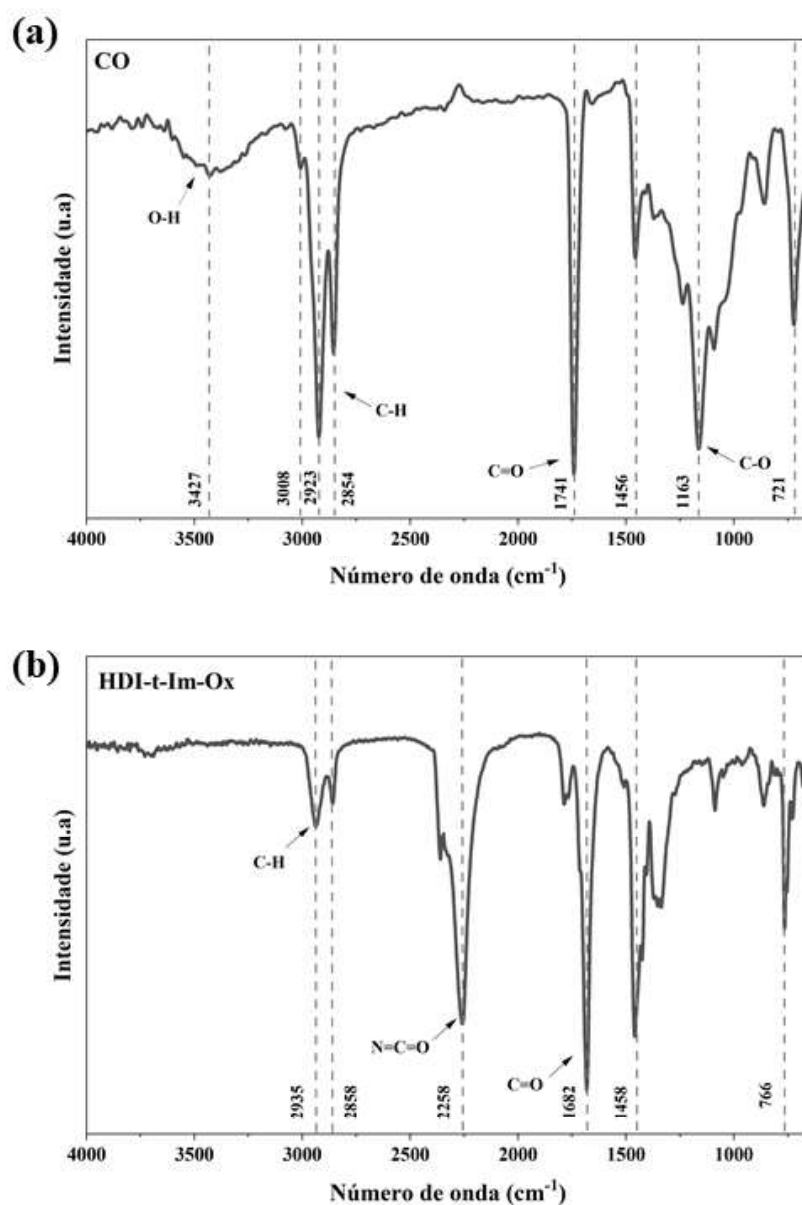 (a)
CO
O-H
C-H
C=O
C-O
3427
3008
2923
2854
1741
1456
1163
721
Intensidade (u.a)
4000 3500 3000 2500 2000 1500 1000
Número de onda (cm⁻¹)
(b)
HDI-t-Im-Ox
C-H
N=C=O
C=O
2935
2858
2258
1682
1458
766
Intensidade (u.a)
4000 3500 3000 2500 2000 1500 1000
Número de onda (cm⁻¹)